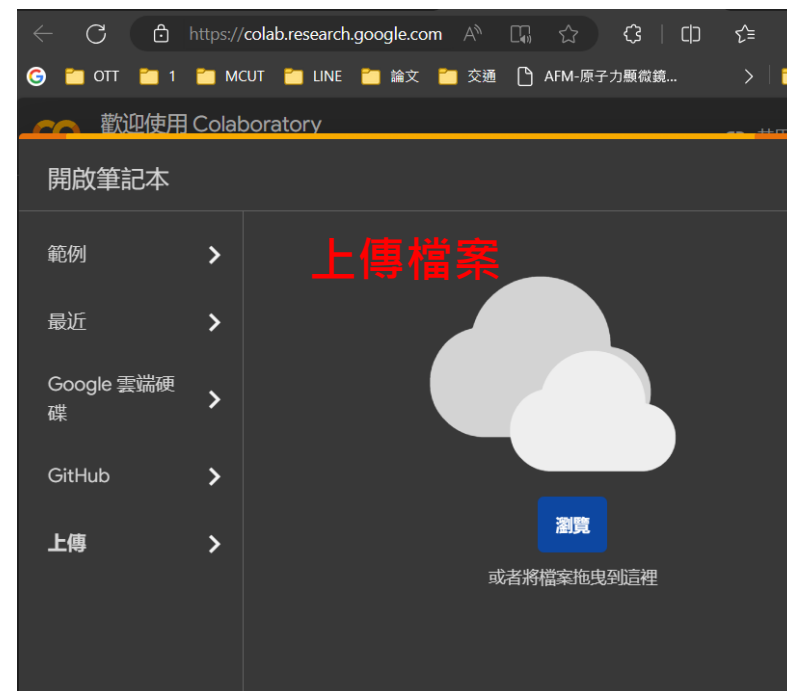 https://colab.research.google.com
OTT 1 MCUT LINE 論文 交通 AFM-原子力顯微鏡...
歡迎使用 Colaboratory
開啟筆記本
範例
上傳檔案
最近
Google 雲端硬
碟
GitHub
瀏覽
上傳
或者將檔案拖曳到這裡